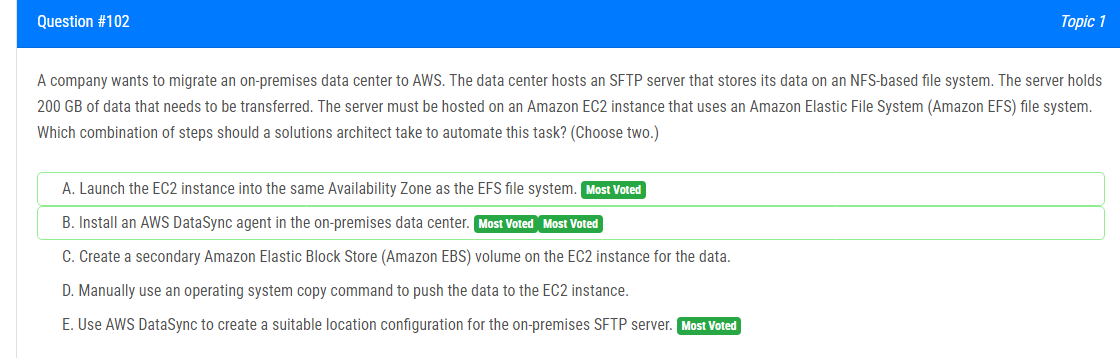 Question #102
Topic 1
A company wants to migrate an on-premises data center to AWS. The data center hosts an SFTP server that stores its data on an NFS-based file system. The server holds
200 GB of data that needs to be transferred. The server must be hosted on an Amazon EC2 instance that uses an Amazon Elastic File System (Amazon EFS) file system.
Which combination of steps should a solutions architect take to automate this task? (Choose two.)
A. Launch the EC2 instance into the same Availability Zone as the EFS file system. Most Voted
B. Install an AWS DataSync agent in the on-premises data center. Most Voted Most Voted
C. Create a secondary Amazon Elastic Block Store (Amazon EBS) volume on the EC2 instance for the data.
D. Manually use an operating system copy command to push the data to the EC2 instance.
E. Use AWS DataSync to create a suitable location configuration for the on-premises SFTP server. Most Voted